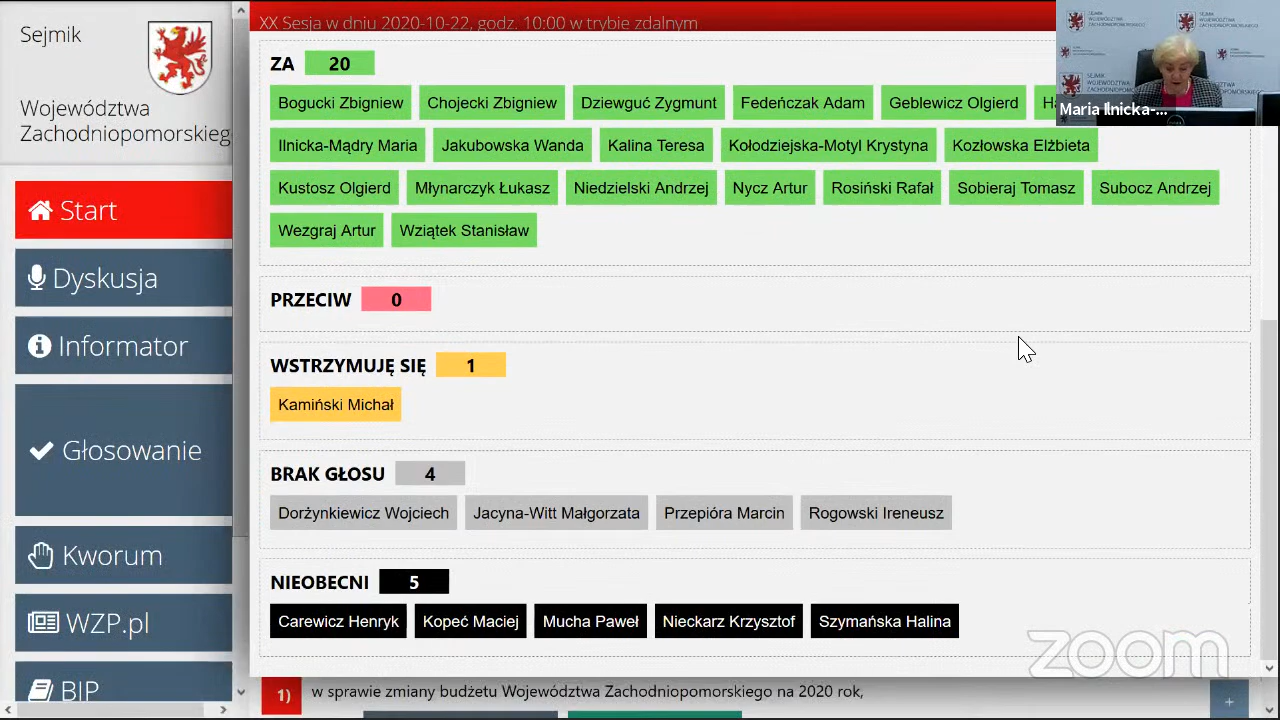 Sejmik
Województwa
Zachodniopomorskieg
Start
Dyskusja
Informator
Głosowanie
Kworum
WZP.pl
BIP
XX Sesja w dniu 2020-10-22, godz. 10:00 w trybie zdalnym
ZA 20
Bogucki Zbigniew Chojecki Zbigniew Dziewguć Zygmunt Fedeńczak Adam Geblewicz Olgierd
Ilnicka-Mądry Maria Jakubowska Wanda Kalina Teresa Kołodziejska-Motyl Krystyna Kozłowska Elżbieta
Kustosz Olgierd Młynarczyk Łukasz Niedzielski Andrzej Nycz Artur Rosiński Rafał Sobieraj Tomasz Subocz Andrzej
Wezgraj Artur Wziątek Stanisław
PRZECIW 0
WSTRZYMUJĘ SIĘ 1
Kamiński Michał
BRAK GŁOSU 4
Dorżynkiewicz Wojciech Jacyna-Witt Małgorzata Przepióra Marcin Rogowski Ireneusz
NIEOBECNI 5
Carewicz Henryk Kopeć Maciej Mucha Paweł Nieckarz Krzysztof Szymańska Halina
1) w sprawie zmiany budżetu Województwa Zachodniopomorskiego na 2020 rok,
Maria Ilnicka-...
zoom